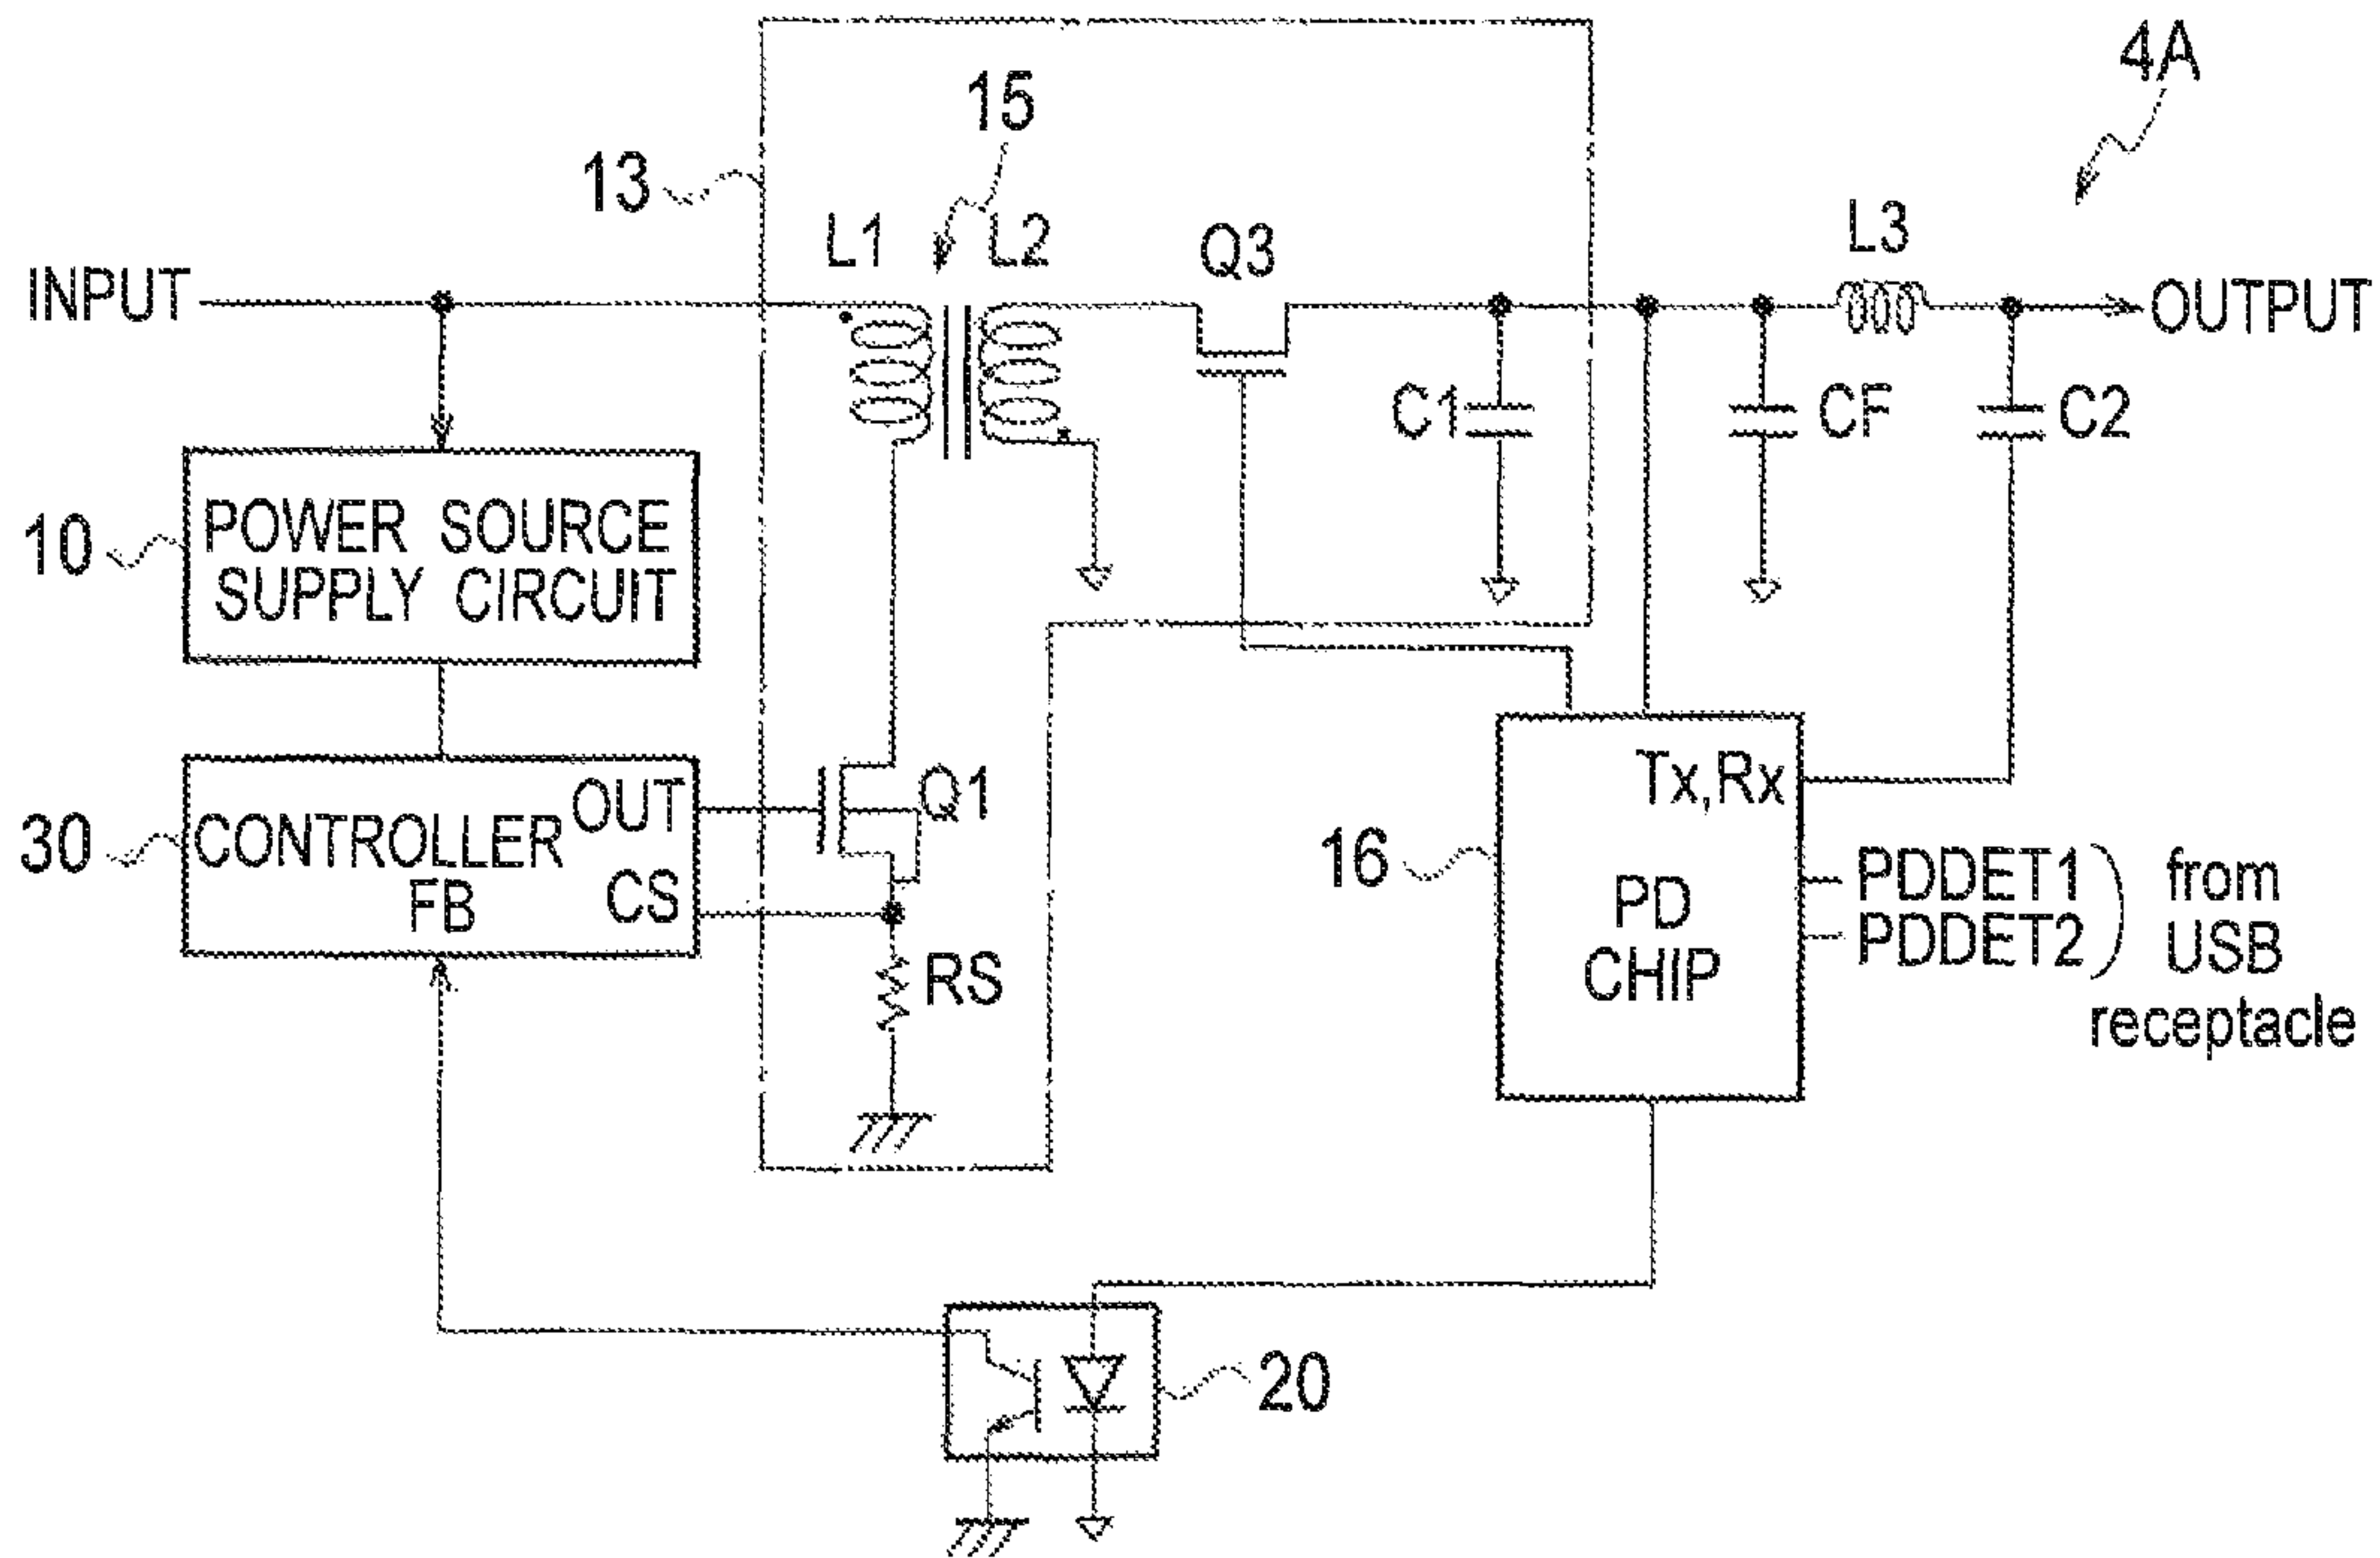 4A
15
13
L1
L2
Q3
L3
INPUT
OUTPUT
C1
CF
C2
10
POWER SOURCE
SUPPLY CIRCUIT
30
CONTROLLER
OUT
FB
CS
Q1
RS
16
Tx,Rx
PD
CHIP
PDDET1
PDDET2
from
USB
receptacle
20